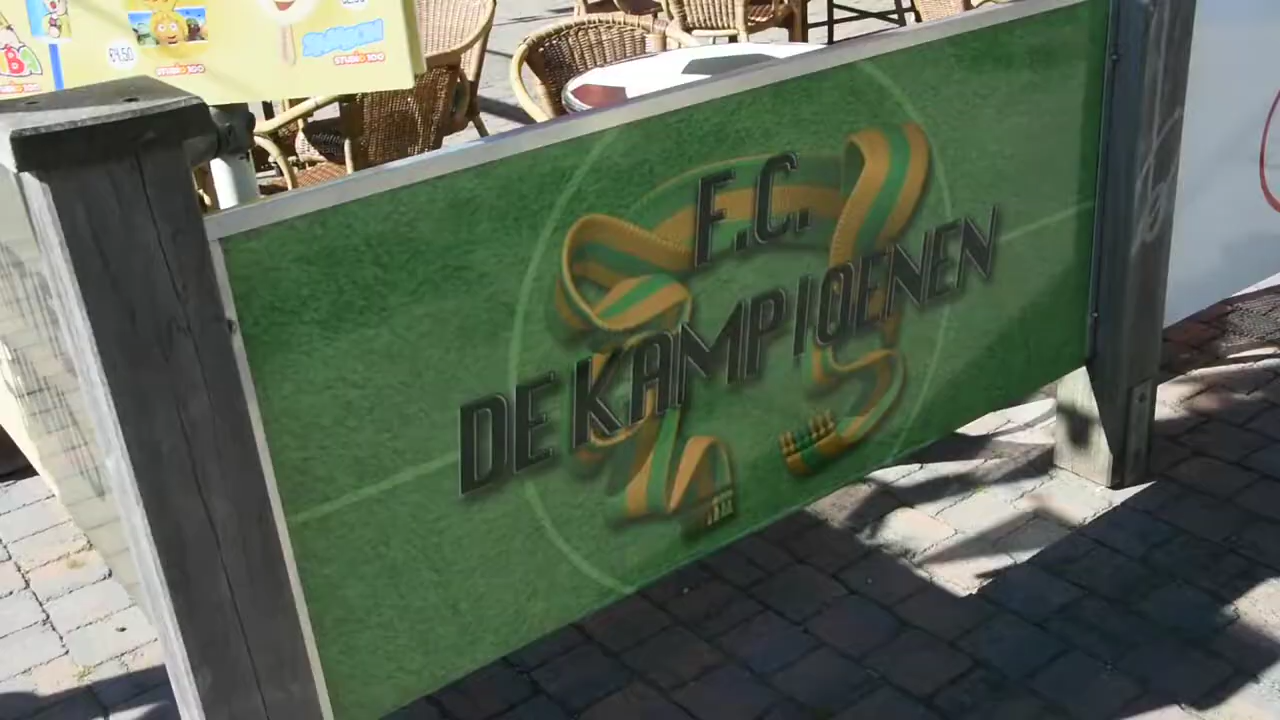 €4.50
STUDIO 100
STUDIO 100
F.C.
DE KAMPIOENEN